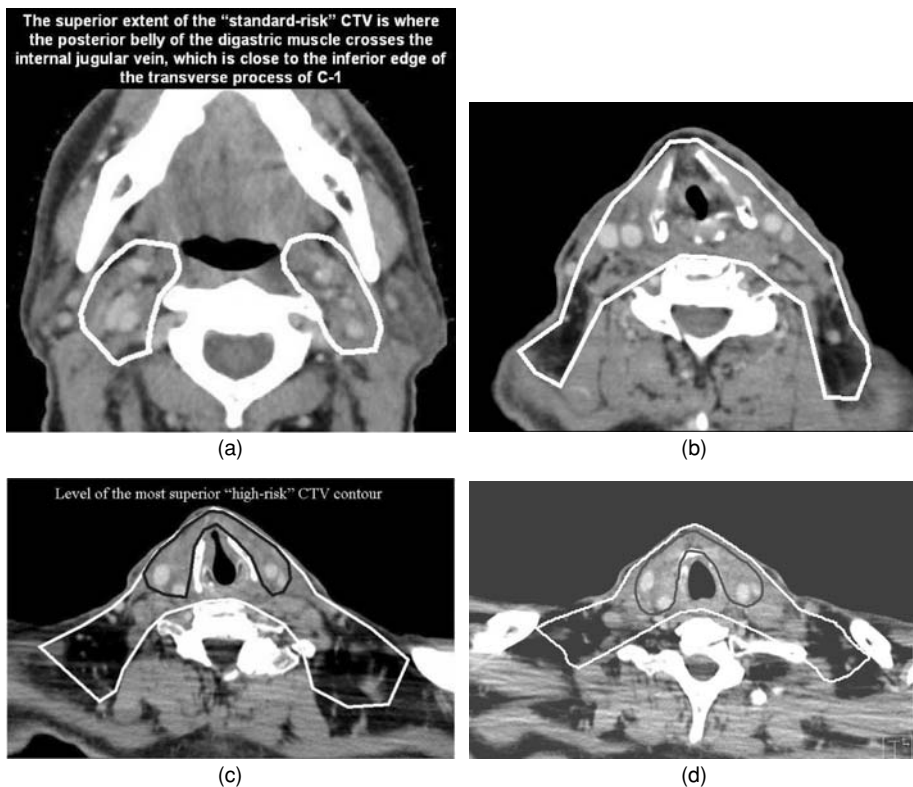 The superior extent of the “standard-risk” CTV is where
the posterior belly of the digastric muscle crosses the
internal jugular vein, which is close to the inferior edge of
the transverse process of C-1
(a)
(b)
Level of the most superior “high-risk” CTV contour
(c)
(d)